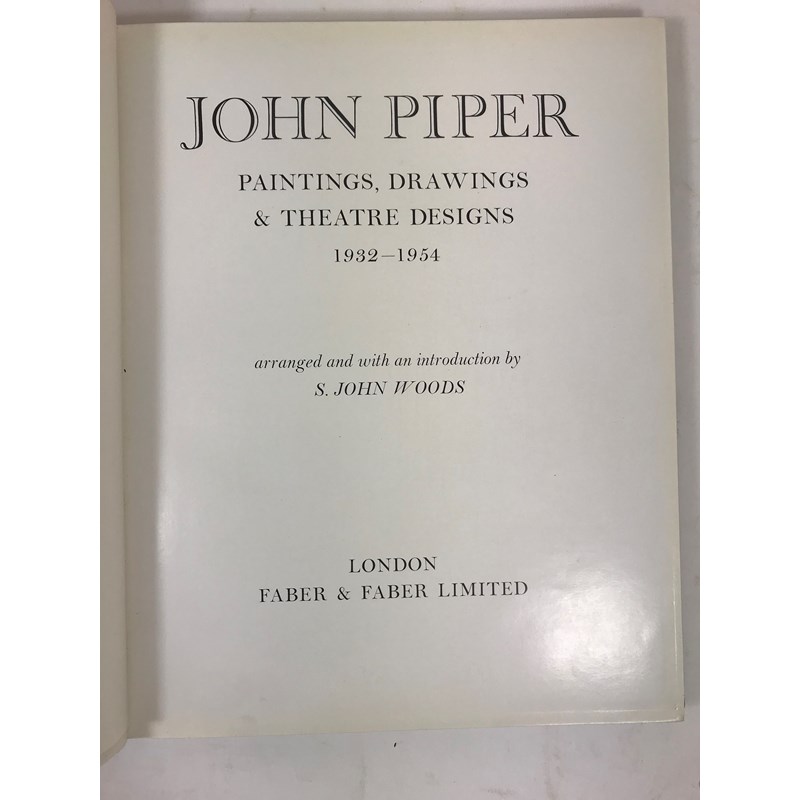 JOHN PIPER
PAINTINGS, DRAWINGS
& THEATRE DESIGNS
1932–1954
arranged and with an introduction by
S. JOHN WOODS
LONDON
FABER & FABER LIMITED